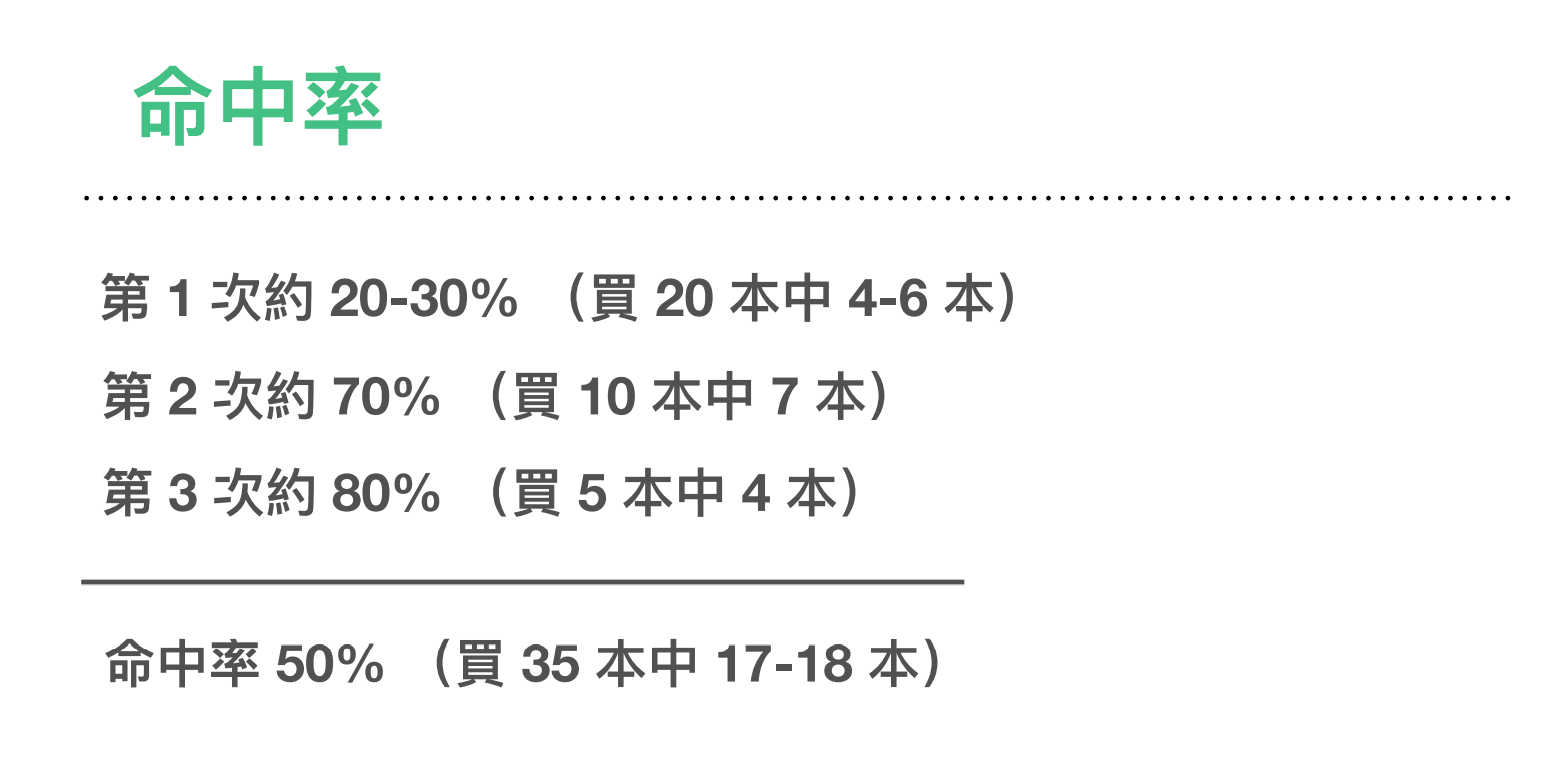 命中率
第 1 次約 20-30% （買 20 本中 4-6 本）
第 2 次約 70% （買 10 本中 7 本）
第 3 次約 80% （買 5 本中 4 本）
命中率 50% （買 35 本中 17-18 本）